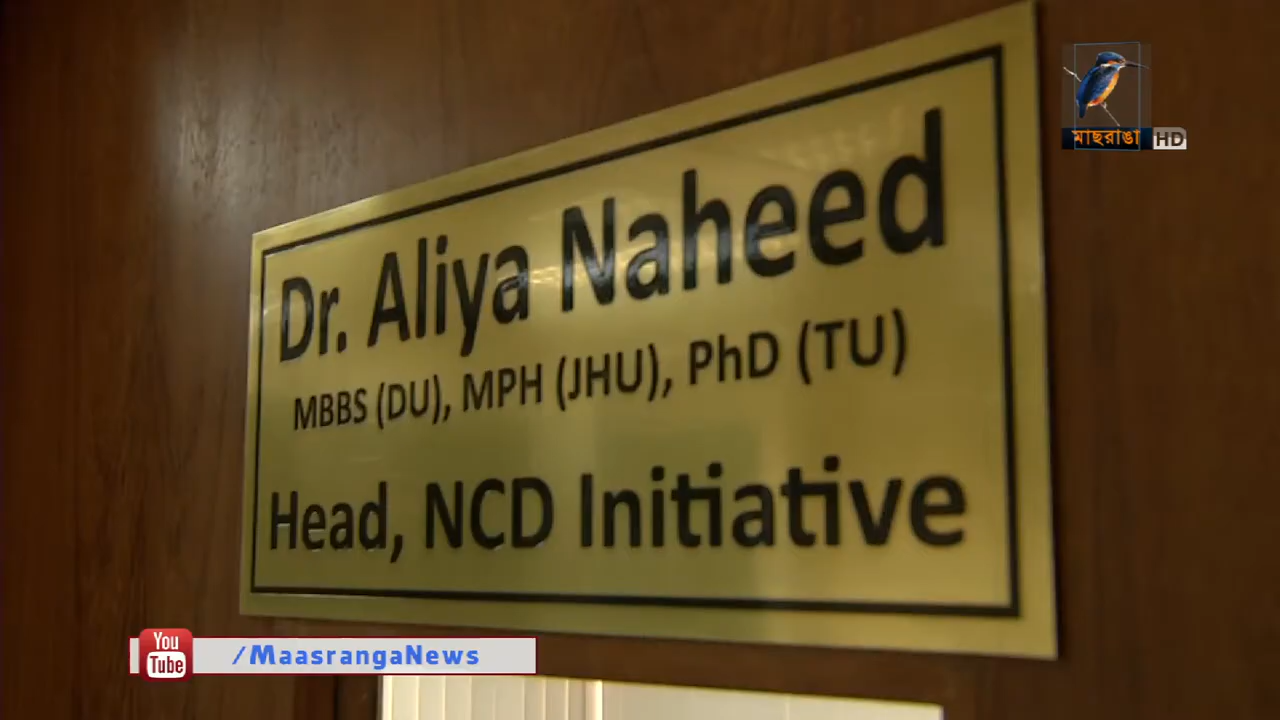 মাছরাঙা HD
Dr. Aliya Naheed
MBBS (DU), MPH (JHU), PhD (TU)
Head, NCD Initiative
You Tube /MaasrangaNews